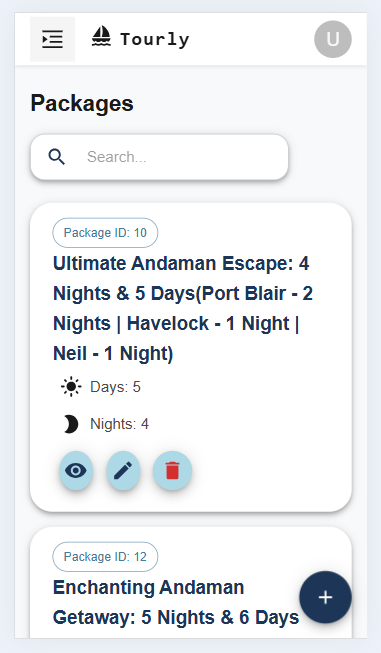 Tourly
U
Packages
Search...
Package ID: 10
Ultimate Andaman Escape: 4
Nights & 5 Days(Port Blair - 2
Nights | Havelock - 1 Night |
Neil - 1 Night)
Days: 5
Nights: 4
Package ID: 12
Enchanting Andaman
Getaway: 5 Nights & 6 Days